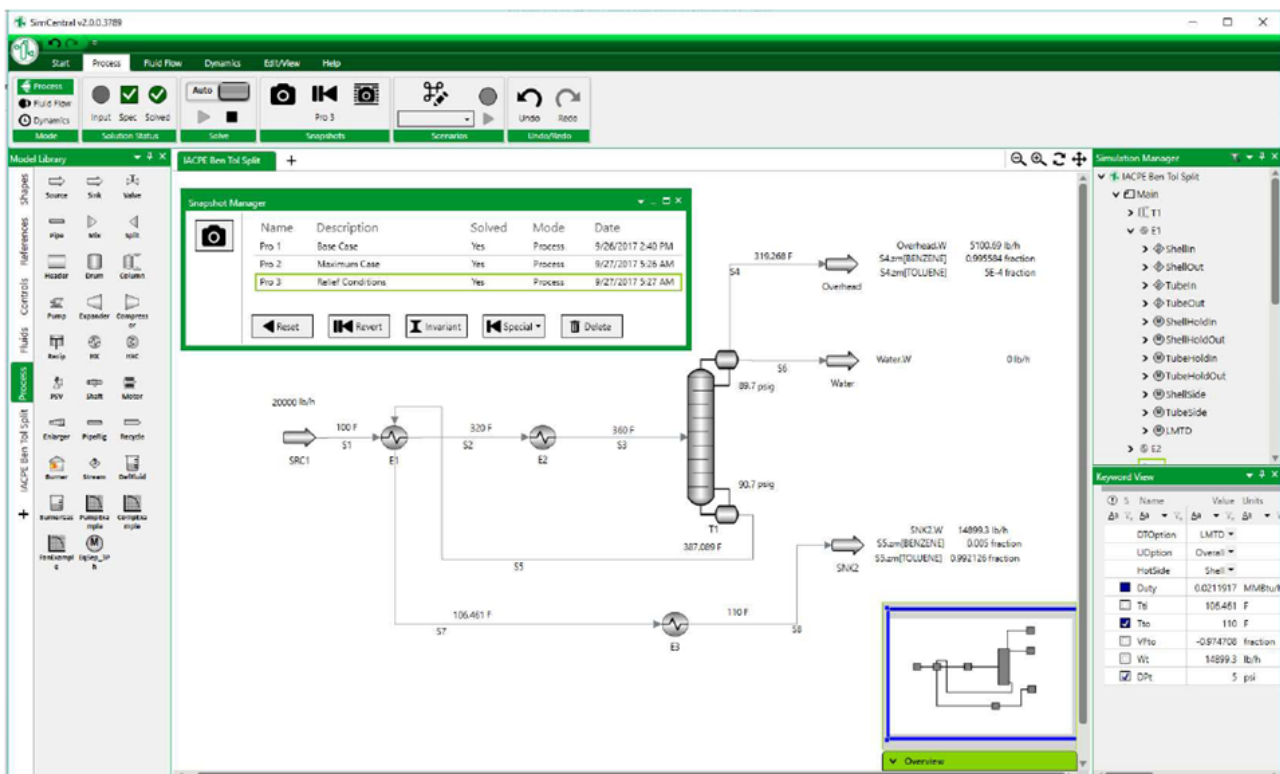 SimCentral v2.0.0.3789
Start Process Fluid Flow Dynamics Edit/View Help
Process
Fluid Flow
Dynamics
Mode
Input Spec Solved
Solution Status
Auto
Solve
Pro 3
Snapshots
Scenarios
Undo Redo
Undo/Redo
Model Library
Shapes
References
Controls
Fluids
Process
IACPE Ben Tol Split
Source Sink Valve
Pipe Mix Split
Header Drum Column
Pump Expander Compress
or
Recip HX
PSV Shaft Motor
Enlarger PipeRig Recycle
Burner Stream DefFluid
PumpExa
mple
CompExa
mple
FanExampl
e
IACPE Ben Tol Split
Snapshot Manager
Name Description Solved Mode Date
Pro 1 Base Case Yes Process 9/26/2017 2:40 PM
Pro 2 Maximum Case Yes Process 9/27/2017 5:26 AM
Pro 3 Relief Conditions Yes Process 9/27/2017 5:27 AM
Reset Revert Invariant Special Delete
319.268 F
S4
Overhead
Overhead.W 5100.69 lb/h
S4.zm[BENZENE] 0.995584 fraction
S4.zm[TOLUENE] 5E-4 fraction
S6
Water
Water.W 0 lb/h
89.7 psig
20000 lb/h
100 F
S1
SRC1
E1
320 F
S2
E2
360 F
S3
90.7 psig
T1
387.089 F
S5
SNK2.W 14899.3 lb/h
S5.zm[BENZENE] 0.005 fraction
S5.zm[TOLUENE] 0.992126 fraction
SNK2
106.461 F
S7
E3
110 F
S8
Overview
Simulation Manager
IACPE Ben Tol Split
Main
T1
E1
ShellIn
ShellOut
TubeIn
TubeOut
ShellHoldIn
ShellHoldOut
TubeHoldIn
TubeHoldOut
ShellSide
TubeSide
LMTD
E2
Keyword View
S Name Value Units
DTOption LMTD
UOption Overall
HotSide Shell
Duty 0.0211917
Tti 106.461 F
Tto 110 F
VFto -0.974708 fraction
Wt 14899.3 lb/h
DPt 5 psi